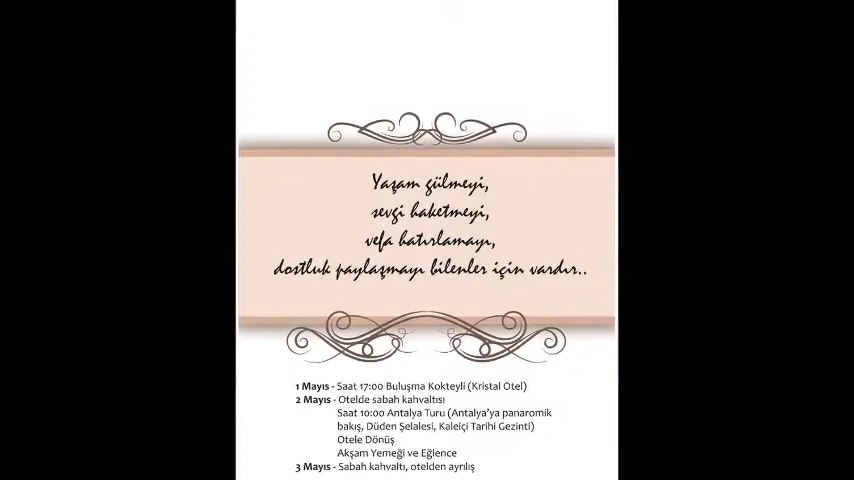 Yaşam gülmeyi,
sevgi haketmeyi,
vefa hatırlamayı,
dostluk paylaşmayı bilenler için vardır..
1 Mayıs - Saat 17:00 Buluşma Kokteyli (Kristal Otel)
2 Mayıs - Otelde sabah kahvaltısı
Saat 10:00 Antalya Turu (Antalya'ya panaromik
bakış, Düden Şelalesi, Kaleiçi Tarihi Gezinti)
Otele Dönüş
Akşam Yemeği ve Eğlence
3 Mayıs - Sabah kahvaltı, otelden ayrılış